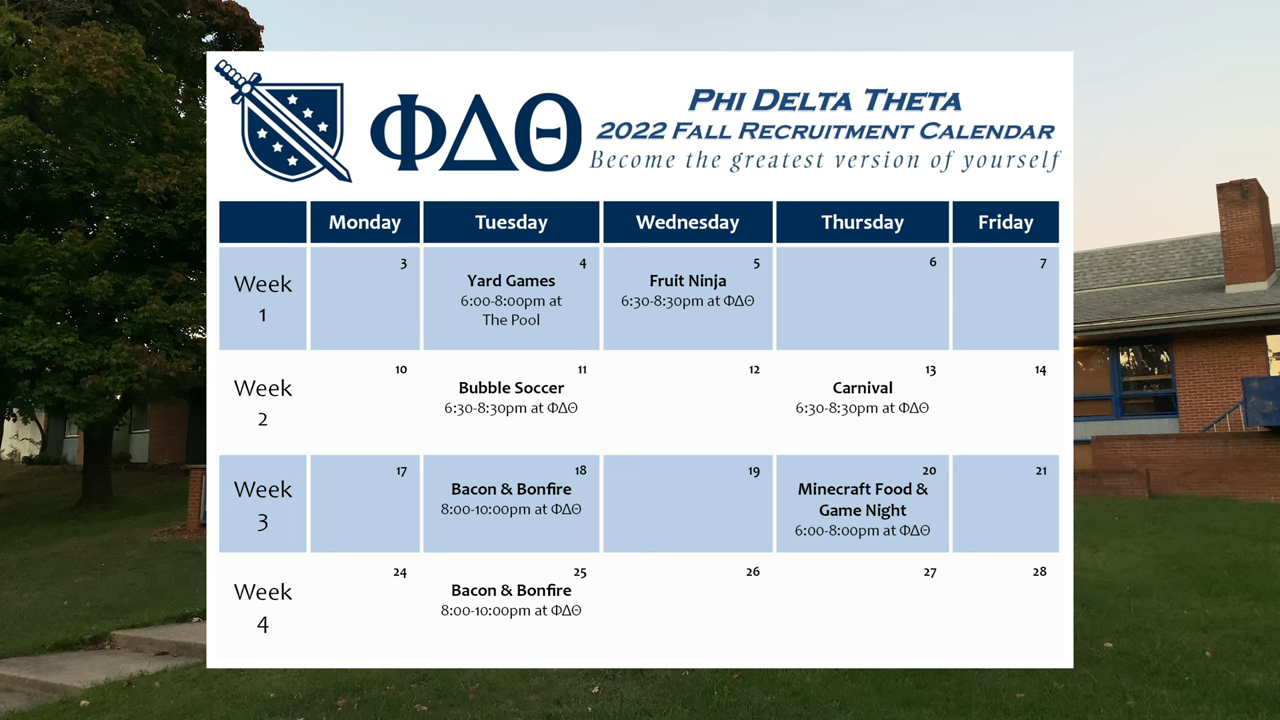 ΦΔΘ
PHI DELTA THETA
2022 FALL RECRUITMENT CALENDAR
Become the greatest version of yourself
Monday Tuesday Wednesday Thursday Friday
Week 1
3
4
Yard Games
6:00-8:00pm at
The Pool
5
Fruit Ninja
6:30-8:30pm at ΦΔΘ
6
7
Week 2
10
11
Bubble Soccer
6:30-8:30pm at ΦΔΘ
12
13
Carnival
6:30-8:30pm at ΦΔΘ
14
Week 3
17
18
Bacon & Bonfire
8:00-10:00pm at ΦΔΘ
19
20
Minecraft Food &
Game Night
6:00-8:00pm at ΦΔΘ
21
Week 4
24
25
Bacon & Bonfire
8:00-10:00pm at ΦΔΘ
26
27
28